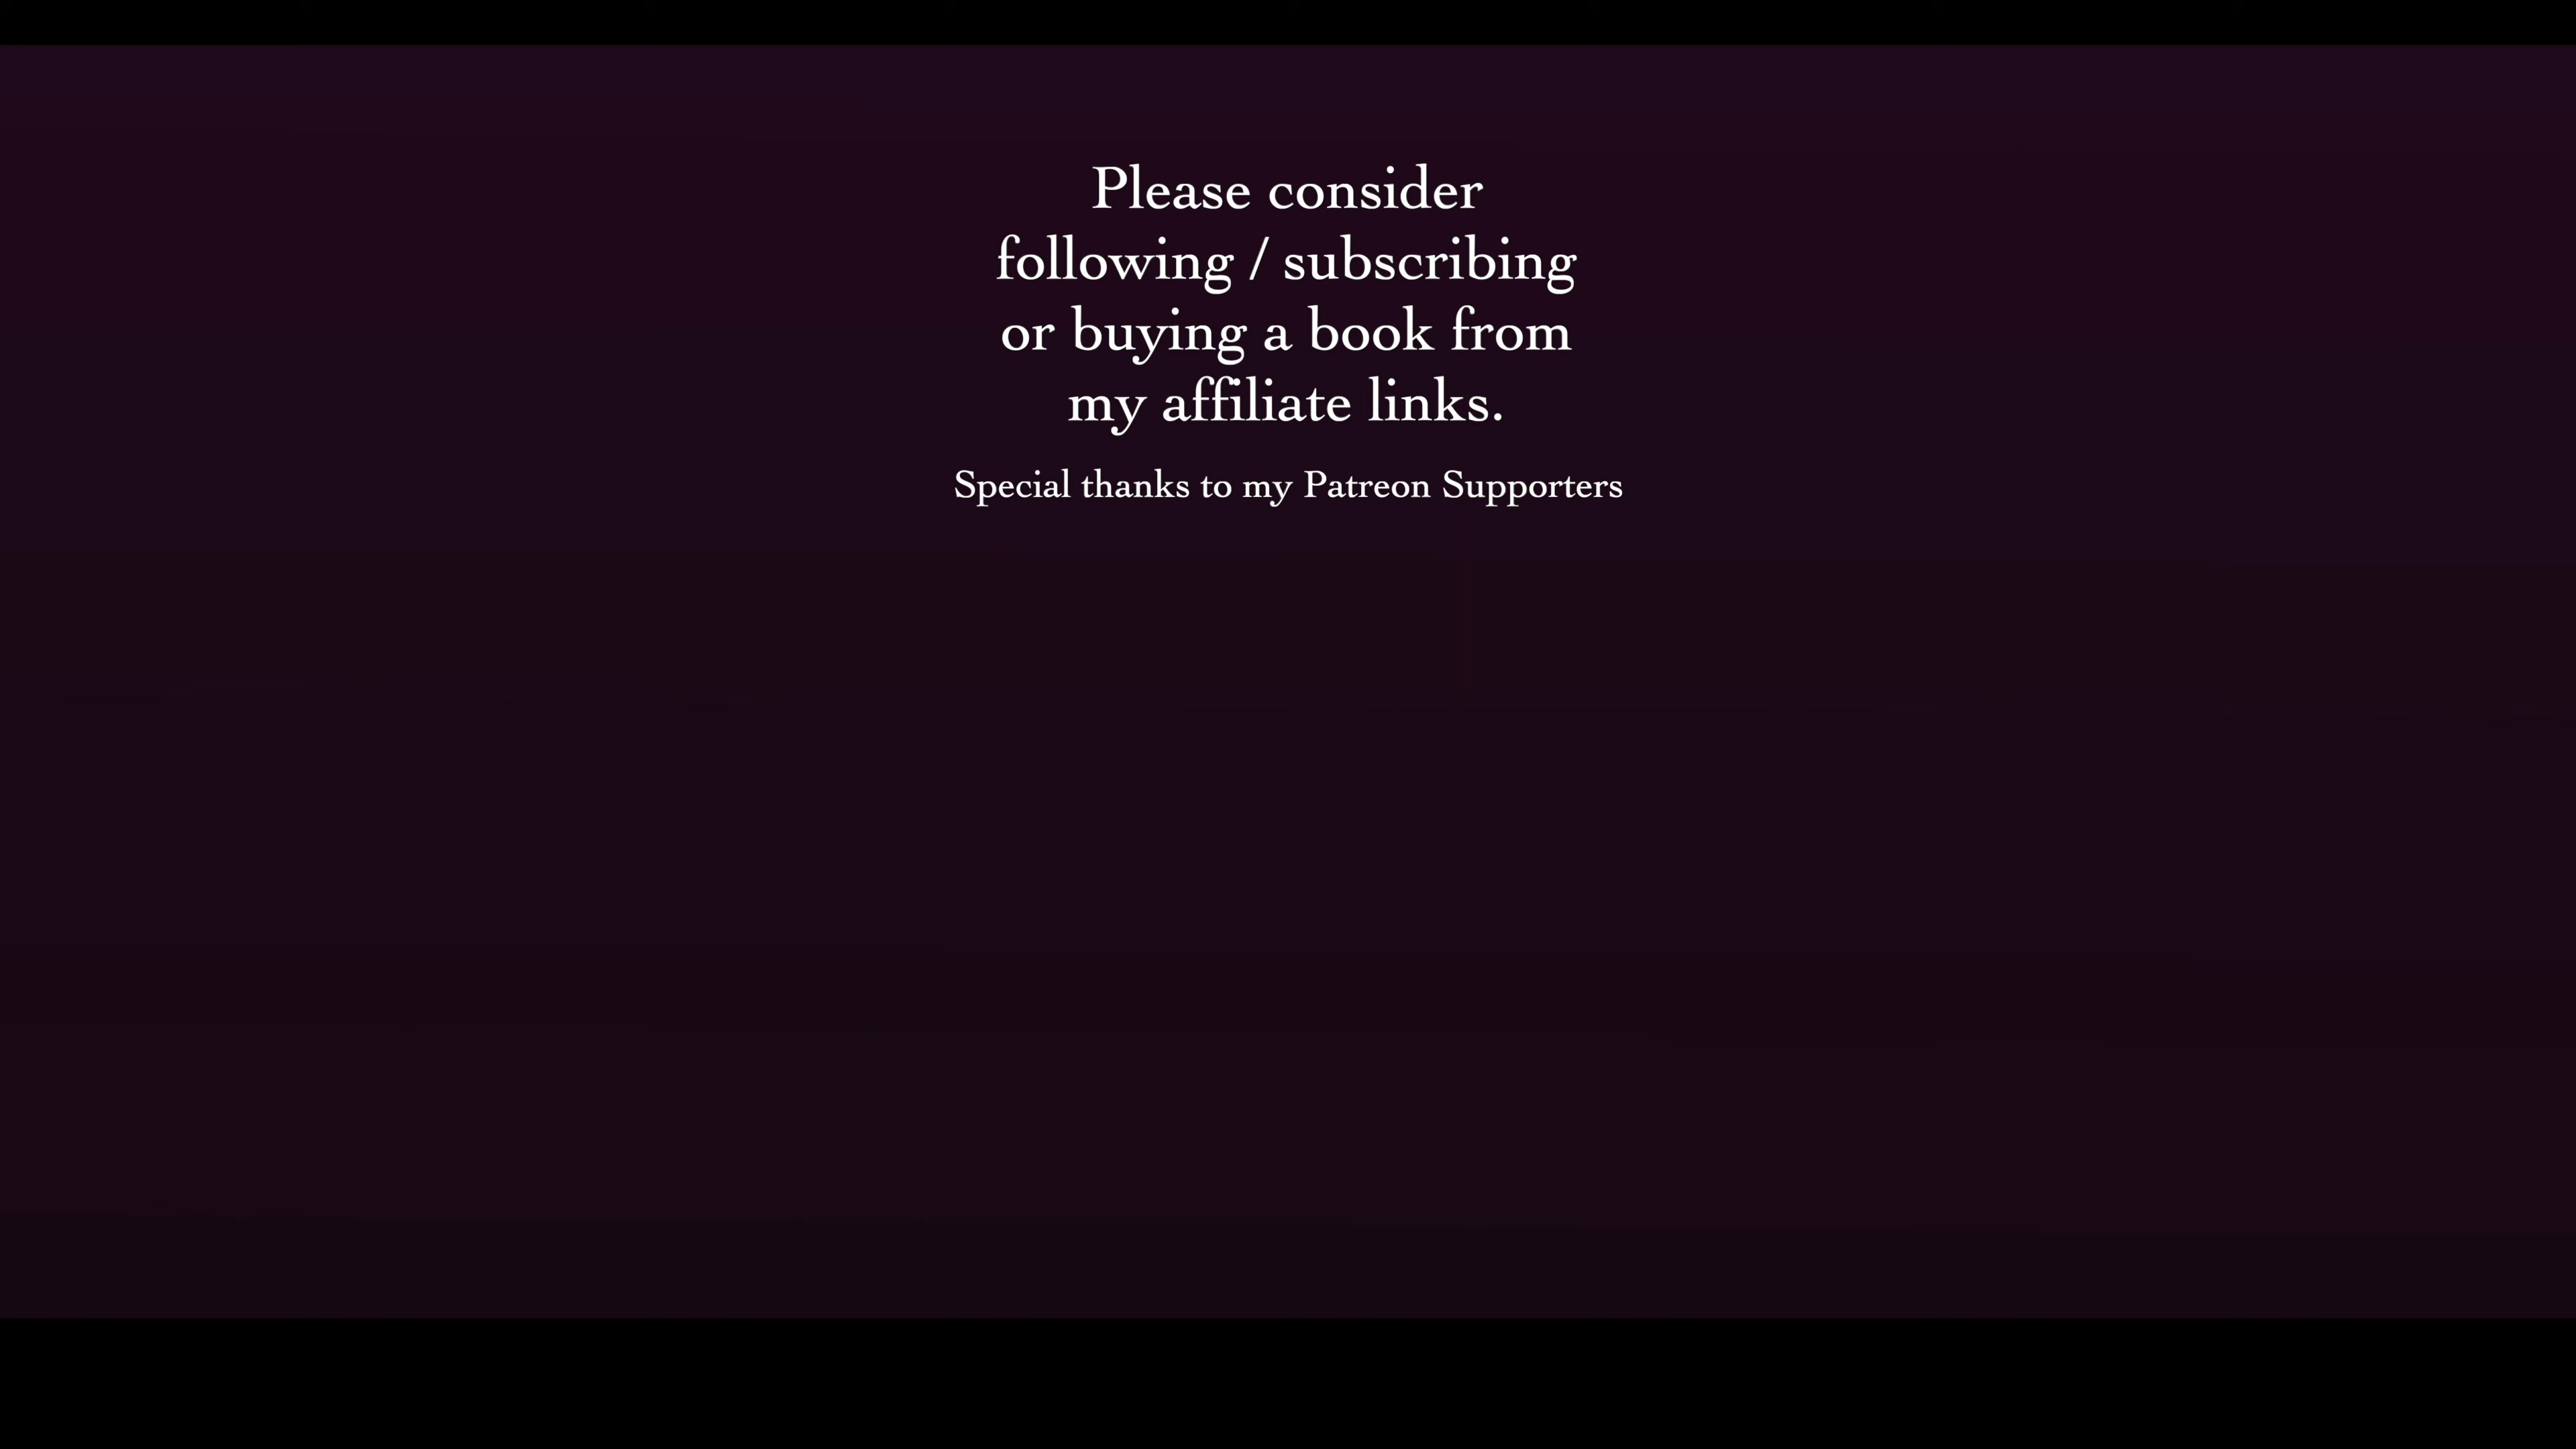 Please consider
following / subscribing
or buying a book from
my affiliate links.
Special thanks to my Patreon Supporters